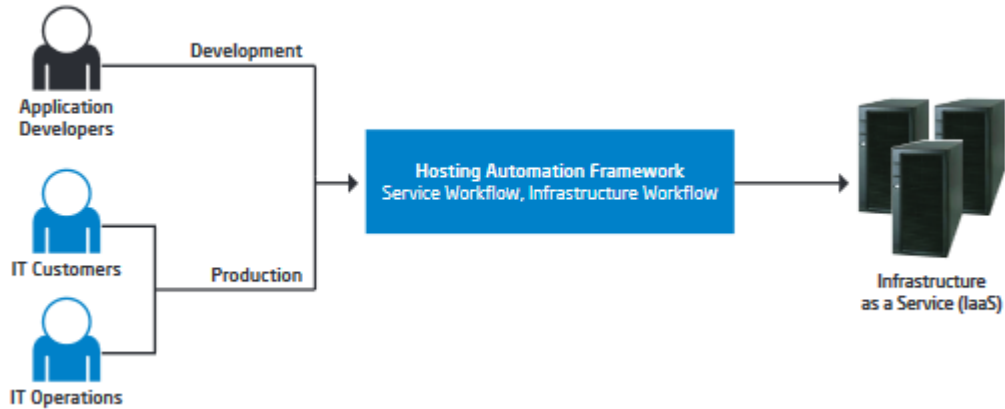 Development
Application
Developers
Hosting Automation Framework
Service Workflow, Infrastructure Workflow
IT Customers
Production
Infrastructure
as a Service (IaaS)
IT Operations